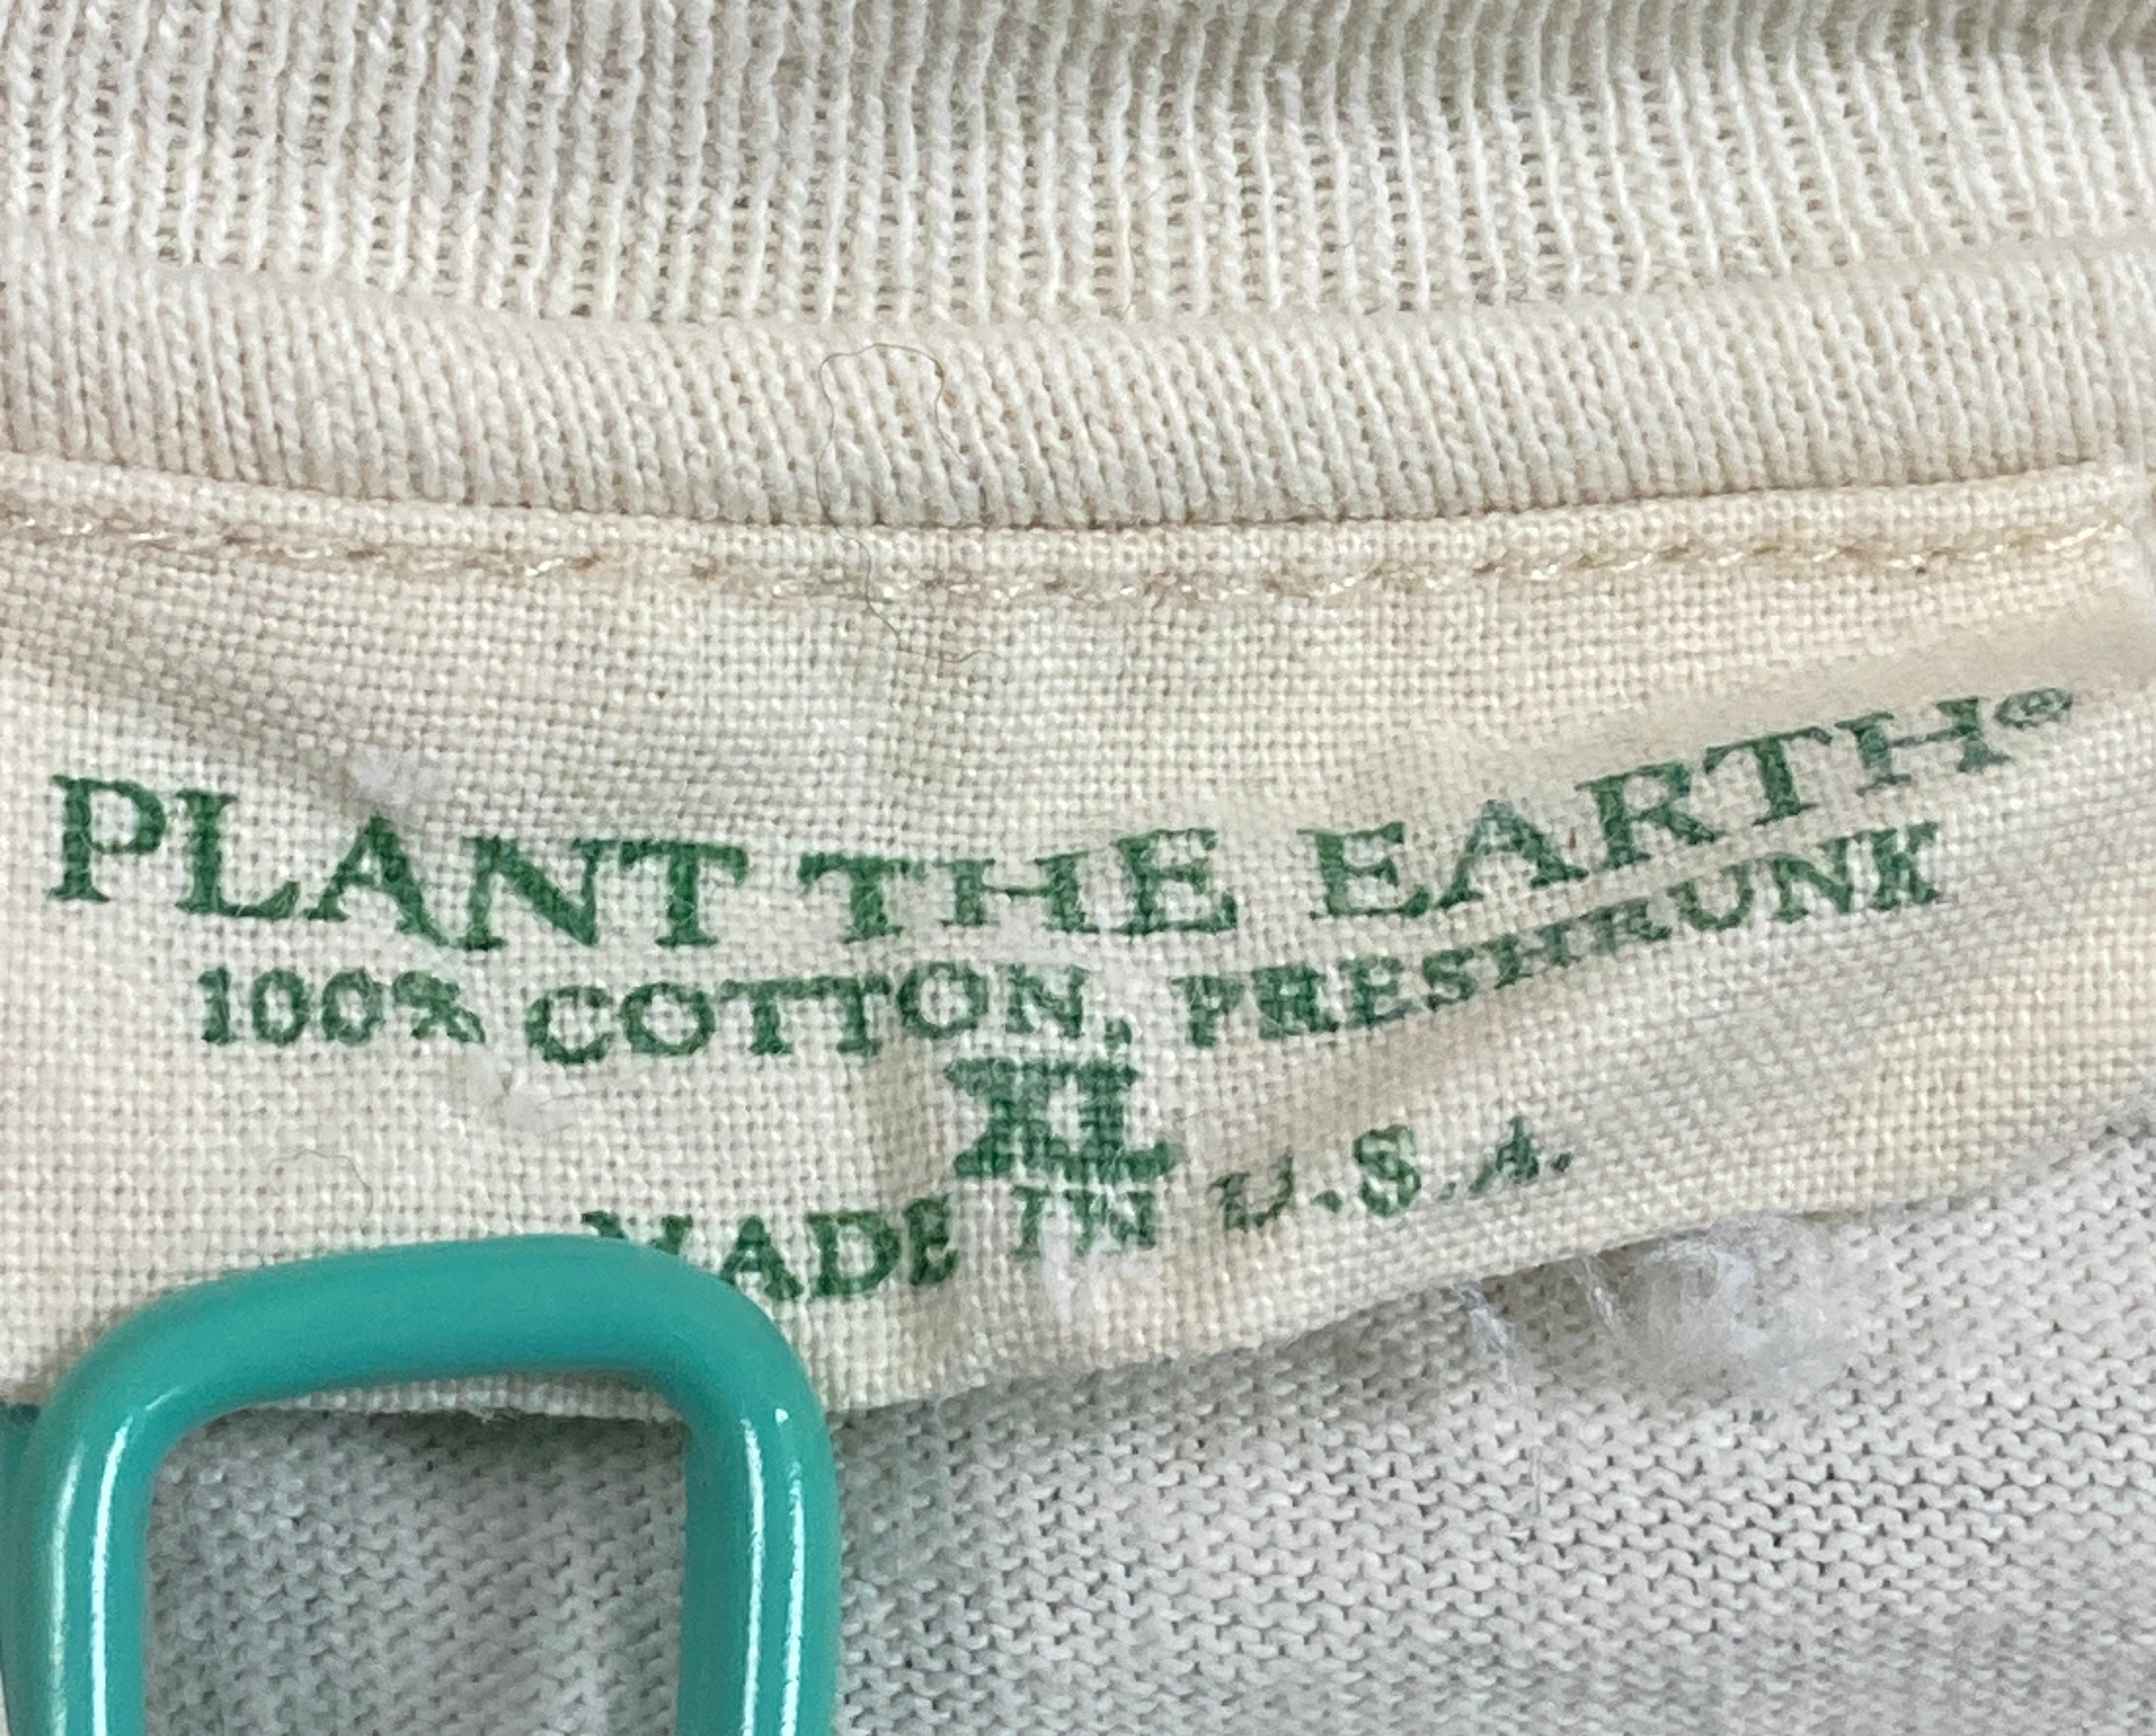 PLANT THE EARTH®
100% COTTON, PRESHRUNK
XL
MADE IN U.S.A.